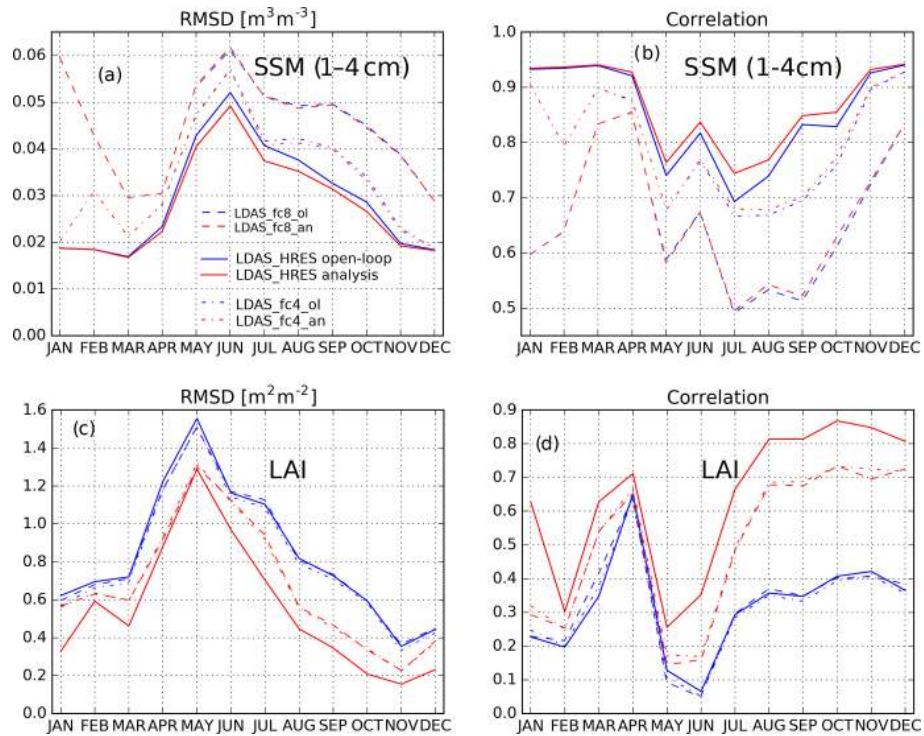 RMSD [m³m⁻³]
Correlation
0.06
0.05
0.04
0.03
0.02
0.01
0.00
(a)
SSM (1–4 cm)
LDAS_fc8_ol
LDAS_fc8_an
LDAS_HRES open-loop
LDAS_HRES analysis
LDAS_fc4_ol
LDAS_fc4_an
JAN FEB MAR APR MAY JUN JUL AUG SEP OCT NOV DEC
1.0
0.9
0.8
0.7
0.6
0.5
(b)
SSM (1-4cm)
JAN FEB MAR APR MAY JUN JUL AUG SEP OCT NOV DEC
RMSD [m²m⁻²]
Correlation
1.6
1.4
1.2
1.0
0.8
0.6
0.4
0.2
0.0
(c)
LAI
JAN FEB MAR APR MAY JUN JUL AUG SEP OCT NOV DEC
0.9
0.8
0.7
0.6
0.5
0.4
0.3
0.2
0.1
0.0
(d)
LAI
JAN FEB MAR APR MAY JUN JUL AUG SEP OCT NOV DEC